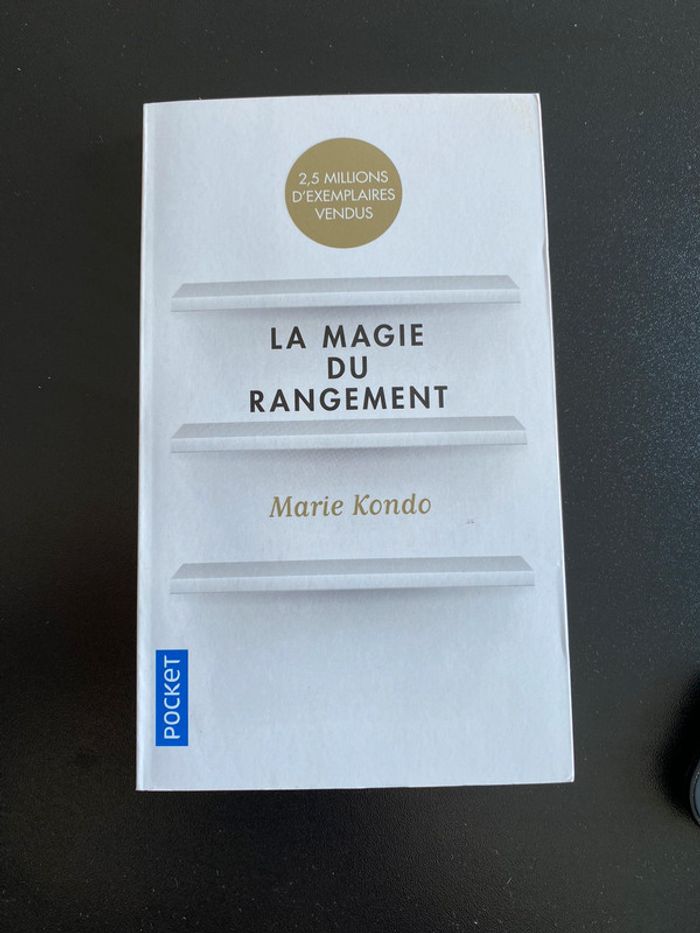 2,5 MILLIONS
D'EXEMPLAIRES
VENDUS
LA MAGIE
DU
RANGEMENT
Marie Kondo
POCKET